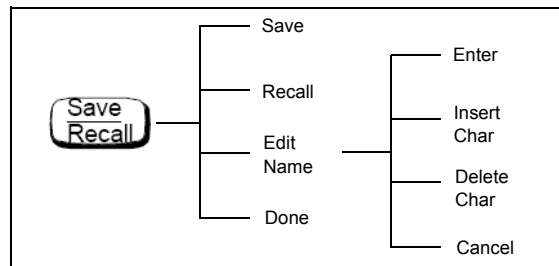 Save
Recall
Save
Recall
Edit
Name
Done
Enter
Insert
Char
Delete
Char
Cancel